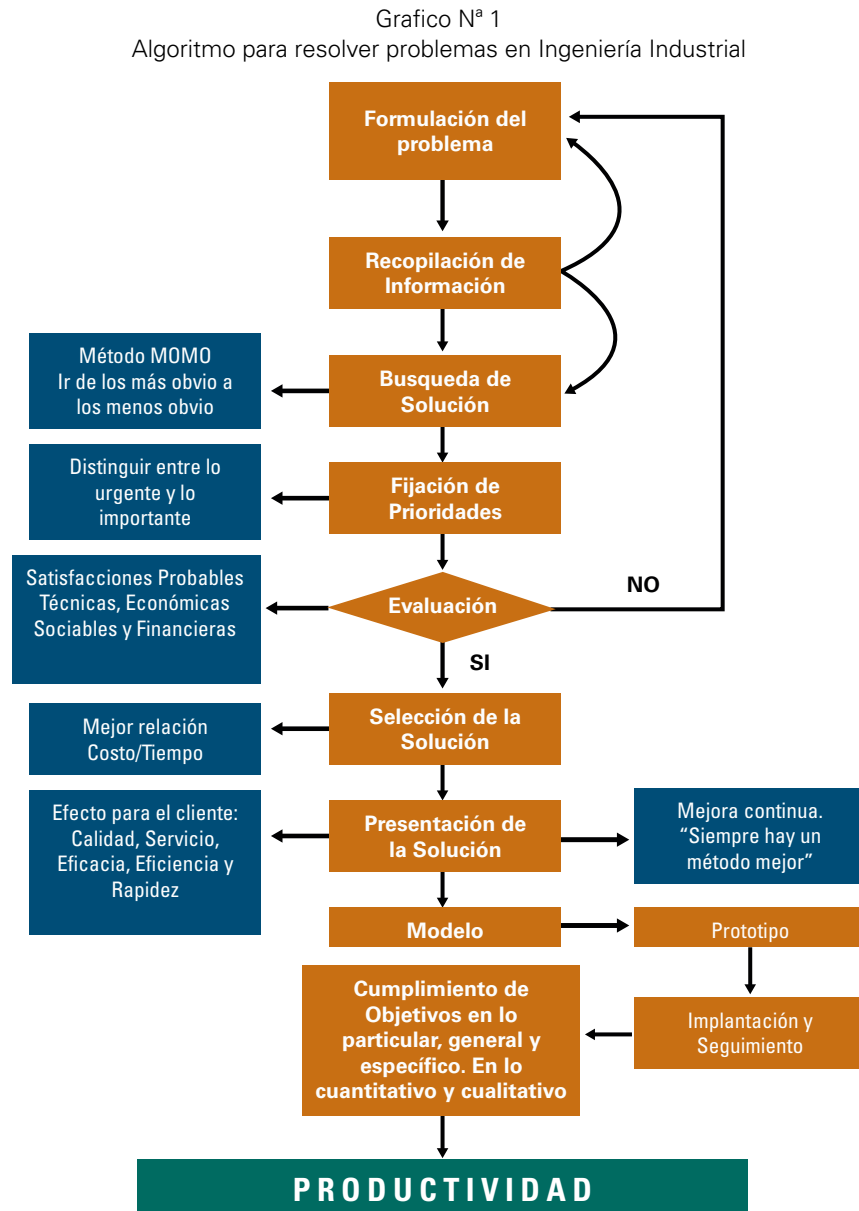 Grafico Nª 1
Algoritmo para resolver problemas en Ingeniería Industrial
Formulación del
problema
Recopilación de
Información
Método MOMO
Ir de los más obvio a
los menos obvio
Busqueda de
Solución
Distinguir entre lo
urgente y lo
importante
Fijación de
Prioridades
Satisfacciones Probables
Técnicas, Económicas
Sociables y Financieras
Evaluación
NO
SI
Mejor relación
Costo/Tiempo
Selección de la
Solución
Efecto para el cliente:
Calidad, Servicio,
Eficacia, Eficiencia y
Rapidez
Presentación de
la Solución
Mejora continua.
“Siempre hay un
método mejor”
Modelo
Prototipo
Cumplimiento de
Objetivos en lo
particular, general y
específico. En lo
cuantitativo y cualitativo
Implantación y
Seguimiento
PRODUCTIVIDAD